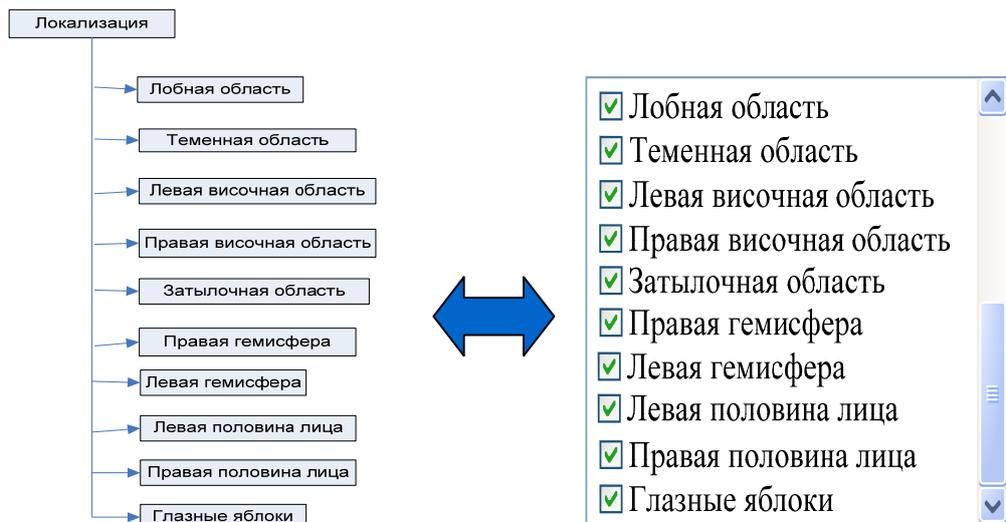 Локализация
Лобная область
Теменная область
Левая височная область
Правая височная область
Затылочная область
Правая гемисфера
Левая гемисфера
Левая половина лица
Правая половина лица
Глазные яблоки
Лобная область
Теменная область
Левая височная область
Правая височная область
Затылочная область
Правая гемисфера
Левая гемисфера
Левая половина лица
Правая половина лица
Глазные яблоки